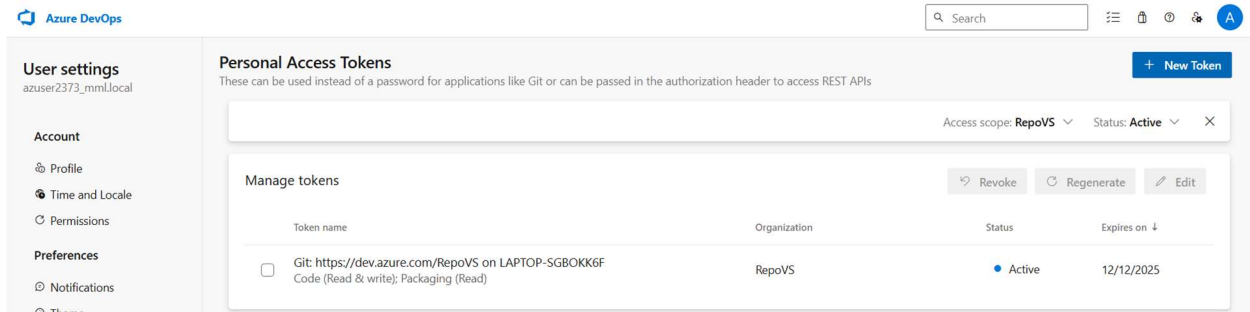 Azure DevOps
Search
A
User settings
azuser2373_mml.local
Account
Profile
Time and Locale
Permissions
Preferences
Notifications
Personal Access Tokens
These can be used instead of a password for applications like Git or can be passed in the authorization header to access REST APIs
+ New Token
Access scope: RepoVS Status: Active
Manage tokens
Revoke Regenerate Edit
Token name Organization Status Expires on ↓
Git: https://dev.azure.com/RepoVS on LAPTOP-SGBOKK6F
Code (Read & write); Packaging (Read)
RepoVS Active 12/12/2025